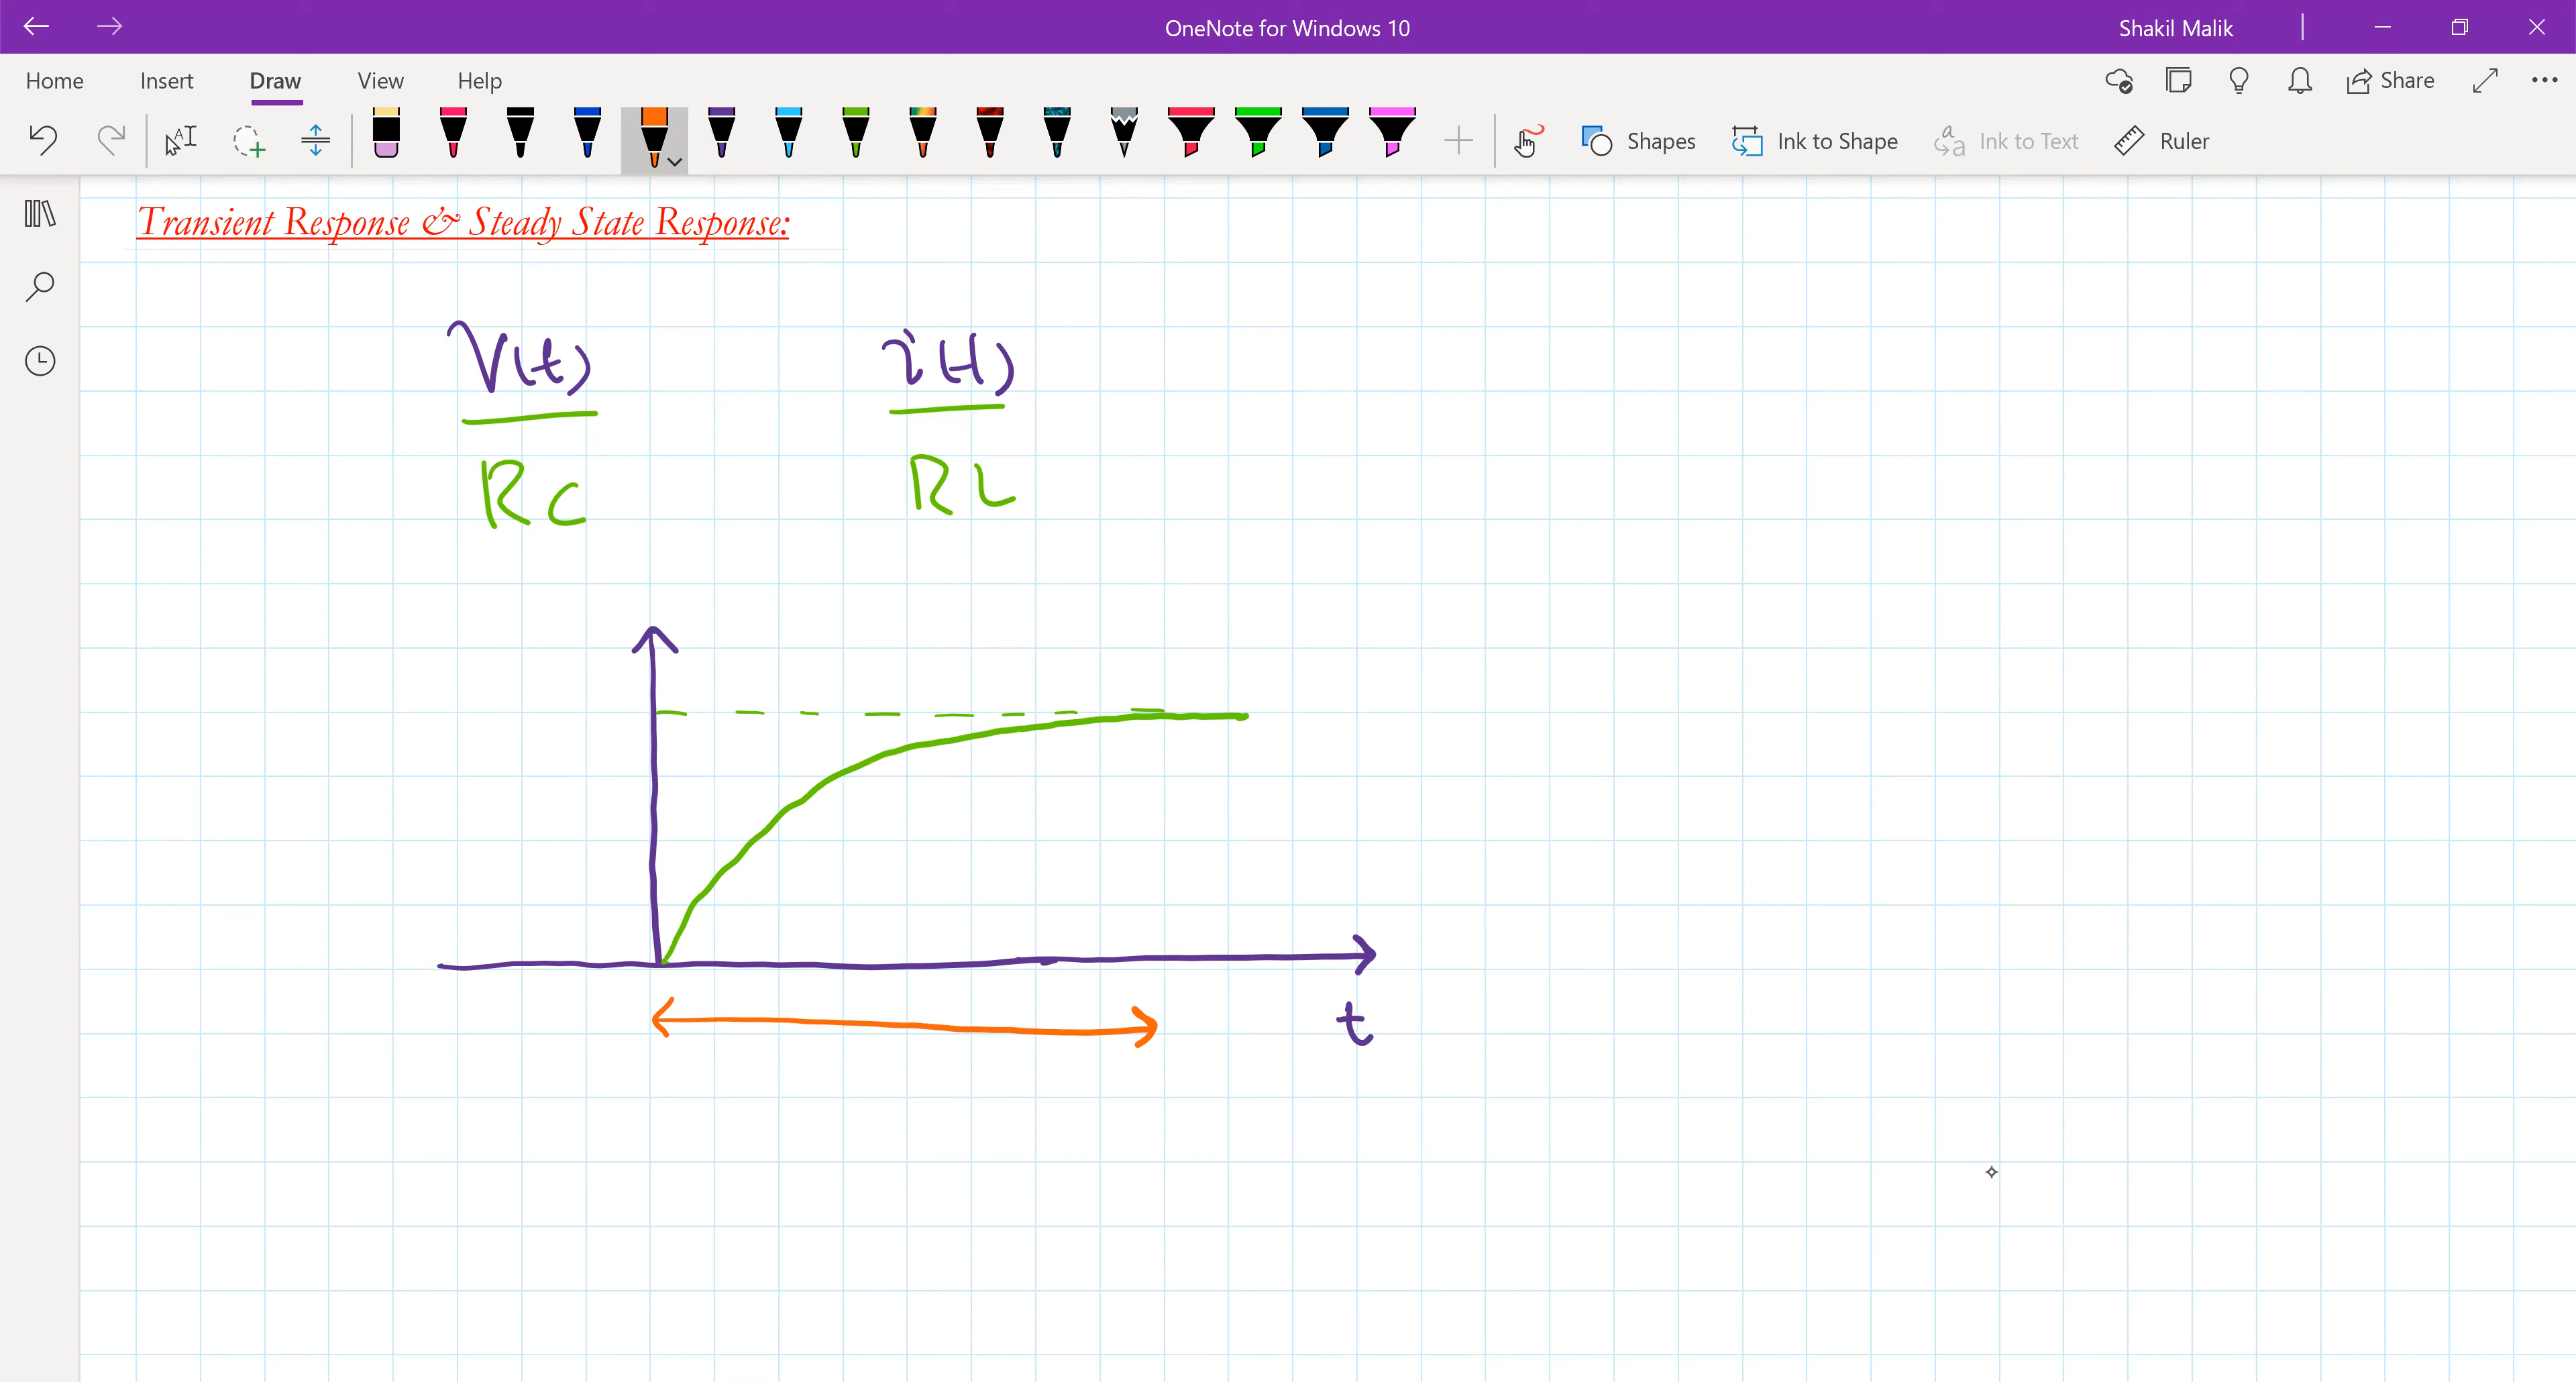 OneNote for Windows 10
Shakil Malik
Home Insert Draw View Help
Share
Shapes Ink to Shape Ink to Text Ruler
Transient Response & Steady State Response:
V(t) i(t)
RC RL
t